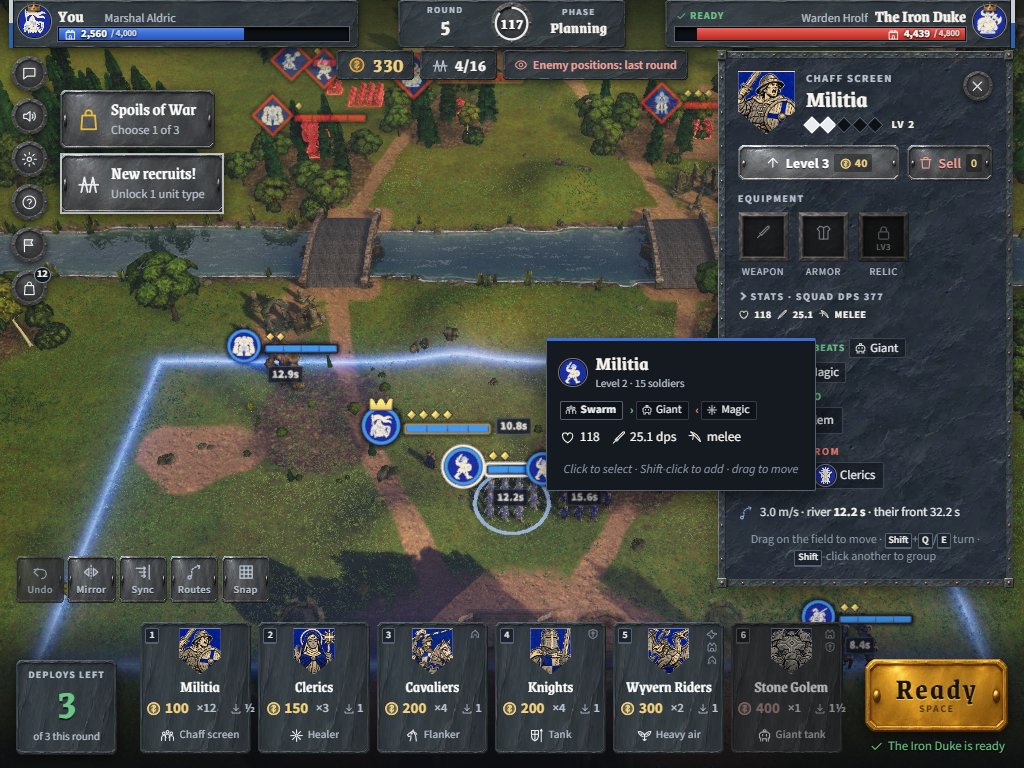 You Marshal Aldric
2,560 / 4,000
ROUND
5
117
PHASE
Planning
READY
Warden Hrolf The Iron Duke
4,439 / 4,800
330
4/16
Enemy positions: last round
Spoils of War
Choose 1 of 3
New recruits!
Unlock 1 unit type
12
CHAFF SCREEN
Militia
LV 2
Level 3 40
Sell 0
EQUIPMENT
LV3
WEAPON ARMOR RELIC
STATS · SQUAD DPS 377
118 25.1 MELEE
BEATS Giant
Clerics
3.0 m/s · river 12.2 s · their front 32.2 s
Drag on the field to move · Shift + Q / E turn ·
Shift-click another to group
Militia
Level 2 · 15 soldiers
Swarm › Giant ‹ Magic
118 25.1 dps melee
Click to select · Shift-click to add · drag to move
12.9s
10.8s
12.2s
15.6s
8.4s
Undo Mirror Sync Routes Snap
DEPLOYS LEFT
3
of 3 this round
1
Militia
100 ×12 ½
Chaff screen
2
Clerics
150 ×3 1
Healer
3
Cavaliers
200 ×4 1
Flanker
4
Knights
200 ×4 1
Tank
5
Wyvern Riders
300 ×2 1
Heavy air
6
Stone Golem
400 ×1 1½
Giant tank
Ready
SPACE
The Iron Duke is ready